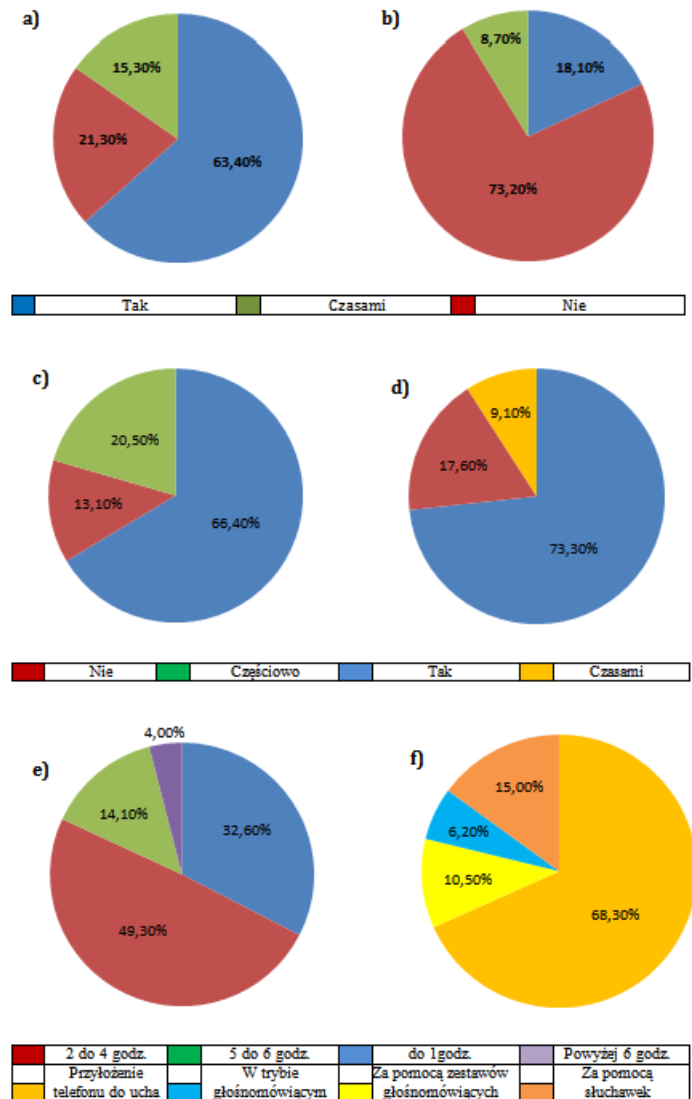 a)
15,30%
21,30%
63,40%
b)
8,70%
18,10%
73,20%
Tak Czasami Nie
c)
20,50%
13,10%
66,40%
d)
9,10%
17,60%
73,30%
Nie Częściowo Tak Czasami
e)
4,00%
14,10%
32,60%
49,30%
f)
15,00%
6,20%
10,50%
68,30%
2 do 4 godz. 5 do 6 godz. do 1godz. Powyżej 6 godz.
Przyłożenie W trybie Za pomocą zestawów Za pomocą
telefonu do ucha głośnomówiącym głośnomówiących słuchawek